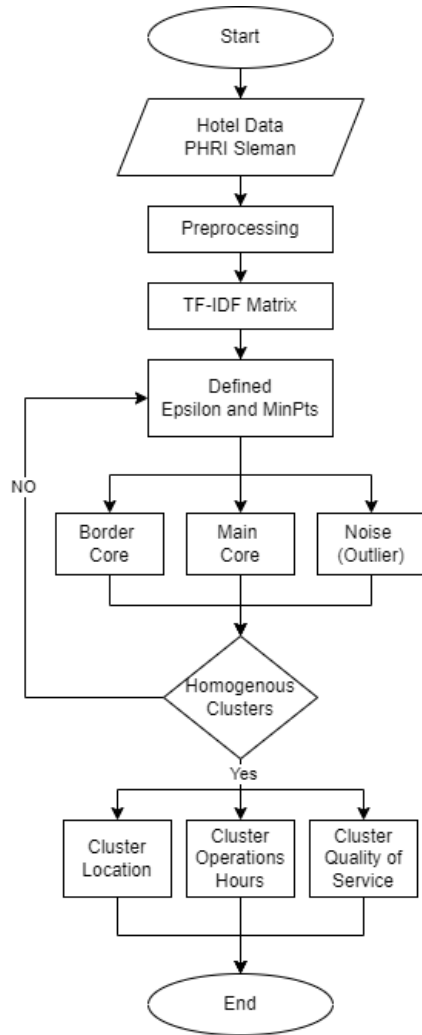 Start
Hotel Data
PHRI Sleman
Preprocessing
TF-IDF Matrix
Defined
Epsilon and MinPts
NO
Border
Core
Main
Core
Noise
(Outlier)
Homogenous
Clusters
Yes
Cluster
Location
Cluster
Operations
Hours
Cluster
Quality of
Service
End